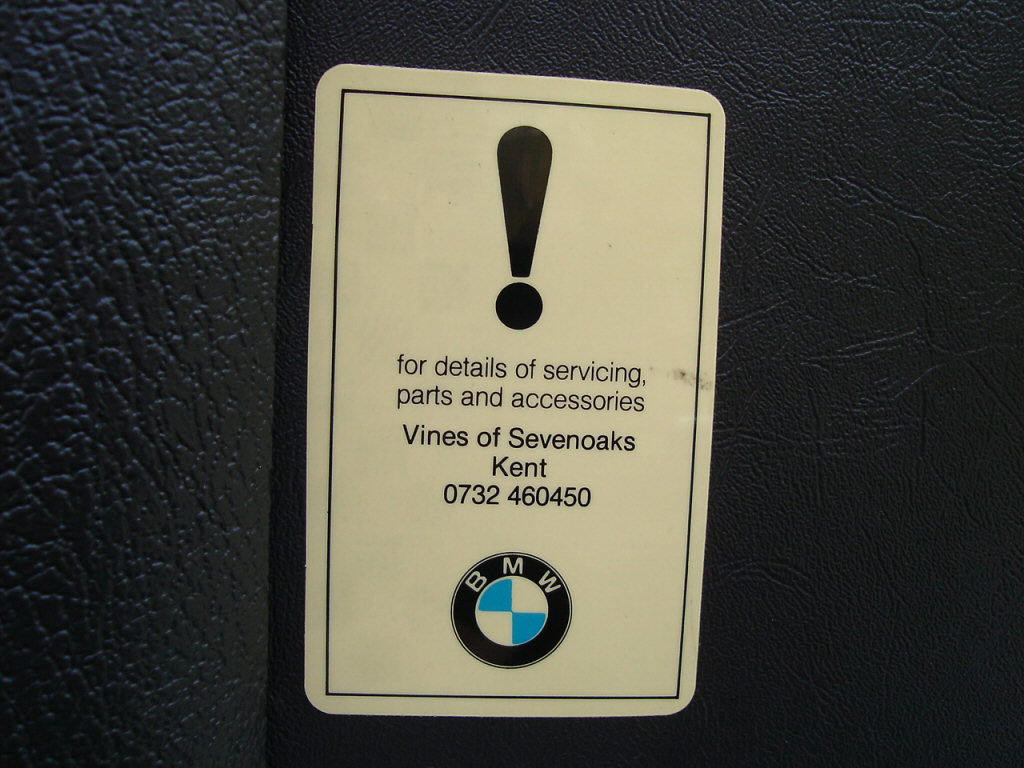 !
for details of servicing,
parts and accessories
Vines of Sevenoaks
Kent
0732 460450
BMW